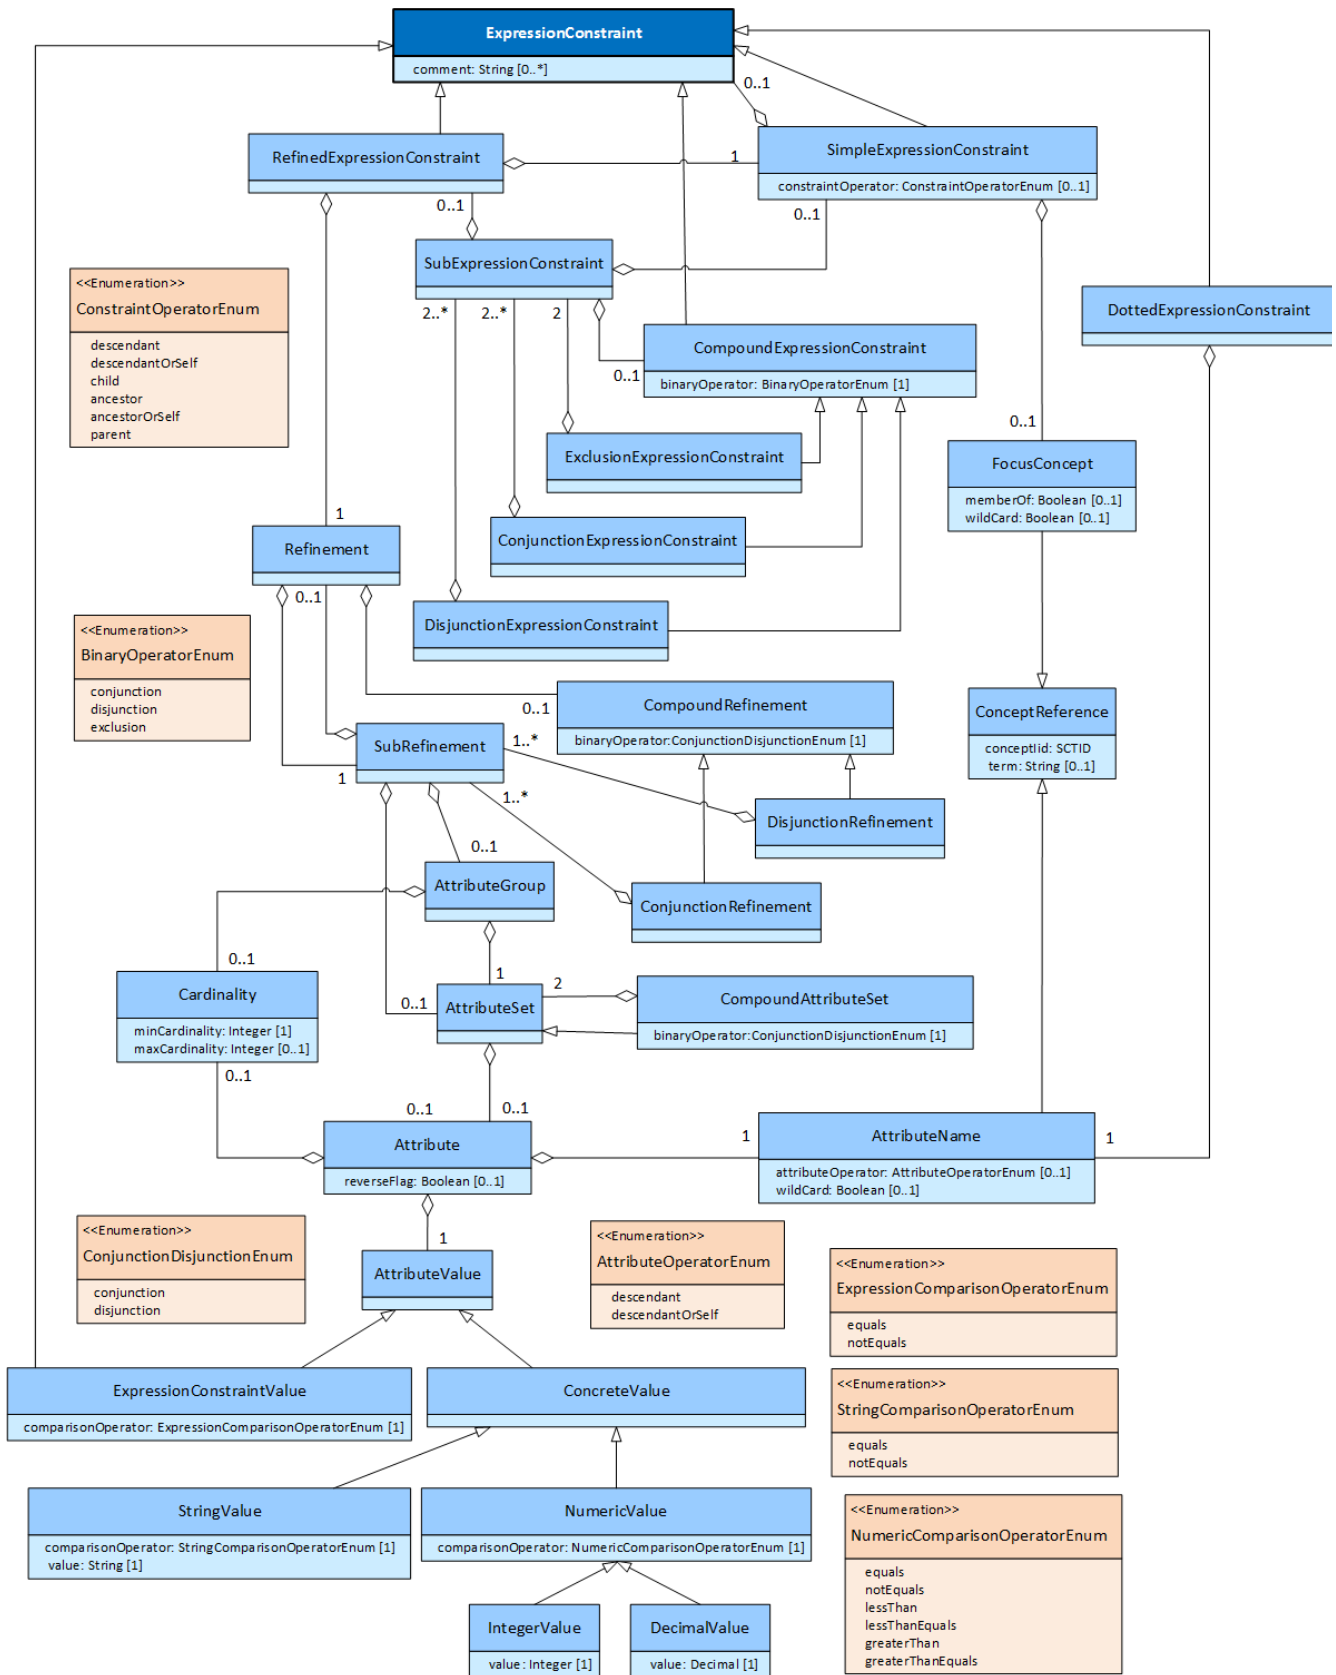 ExpressionConstraint
comment: String [0..*]
0..1
RefinedExpressionConstraint
1
SimpleExpressionConstraint
constraintOperator: ConstraintOperatorEnum [0..1]
0..1
0..1
SubExpressionConstraint
<<Enumeration>>
ConstraintOperatorEnum
descendant
descendantOrSelf
child
ancestor
ancestorOrSelf
parent
2..*
2..*
2
DottedExpressionConstraint
CompoundExpressionConstraint
binaryOperator: BinaryOperatorEnum [1]
0..1
0..1
ExclusionExpressionConstraint
FocusConcept
memberOf: Boolean [0..1]
wildCard: Boolean [0..1]
1
Refinement
ConjunctionExpressionConstraint
0..1
DisjunctionExpressionConstraint
<<Enumeration>>
BinaryOperatorEnum
conjunction
disjunction
exclusion
0..1
CompoundRefinement
binaryOperator:ConjunctionDisjunctionEnum [1]
ConceptReference
conceptIid: SCTID
term: String [0..1]
SubRefinement
1..*
1
1..*
DisjunctionRefinement
0..1
AttributeGroup
ConjunctionRefinement
0..1
Cardinality
minCardinality: Integer [1]
maxCardinality: Integer [0..1]
0..1
1
2
0..1
AttributeSet
CompoundAttributeSet
binaryOperator:ConjunctionDisjunctionEnum [1]
0..1
0..1
Attribute
reverseFlag: Boolean [0..1]
1
AttributeName
attributeOperator: AttributeOperatorEnum [0..1]
wildCard: Boolean [0..1]
1
<<Enumeration>>
ConjunctionDisjunctionEnum
conjunction
disjunction
1
AttributeValue
<<Enumeration>>
AttributeOperatorEnum
descendant
descendantOrSelf
<<Enumeration>>
ExpressionComparisonOperatorEnum
equals
notEquals
ExpressionConstraintValue
comparisonOperator: ExpressionComparisonOperatorEnum [1]
ConcreteValue
<<Enumeration>>
StringComparisonOperatorEnum
equals
notEquals
StringValue
comparisonOperator: StringComparisonOperatorEnum [1]
value: String [1]
NumericValue
comparisonOperator: NumericComparisonOperatorEnum [1]
<<Enumeration>>
NumericComparisonOperatorEnum
equals
notEquals
lessThan
lessThanEquals
greaterThan
greaterThanEquals
IntegerValue
value: Integer [1]
DecimalValue
value: Decimal [1]